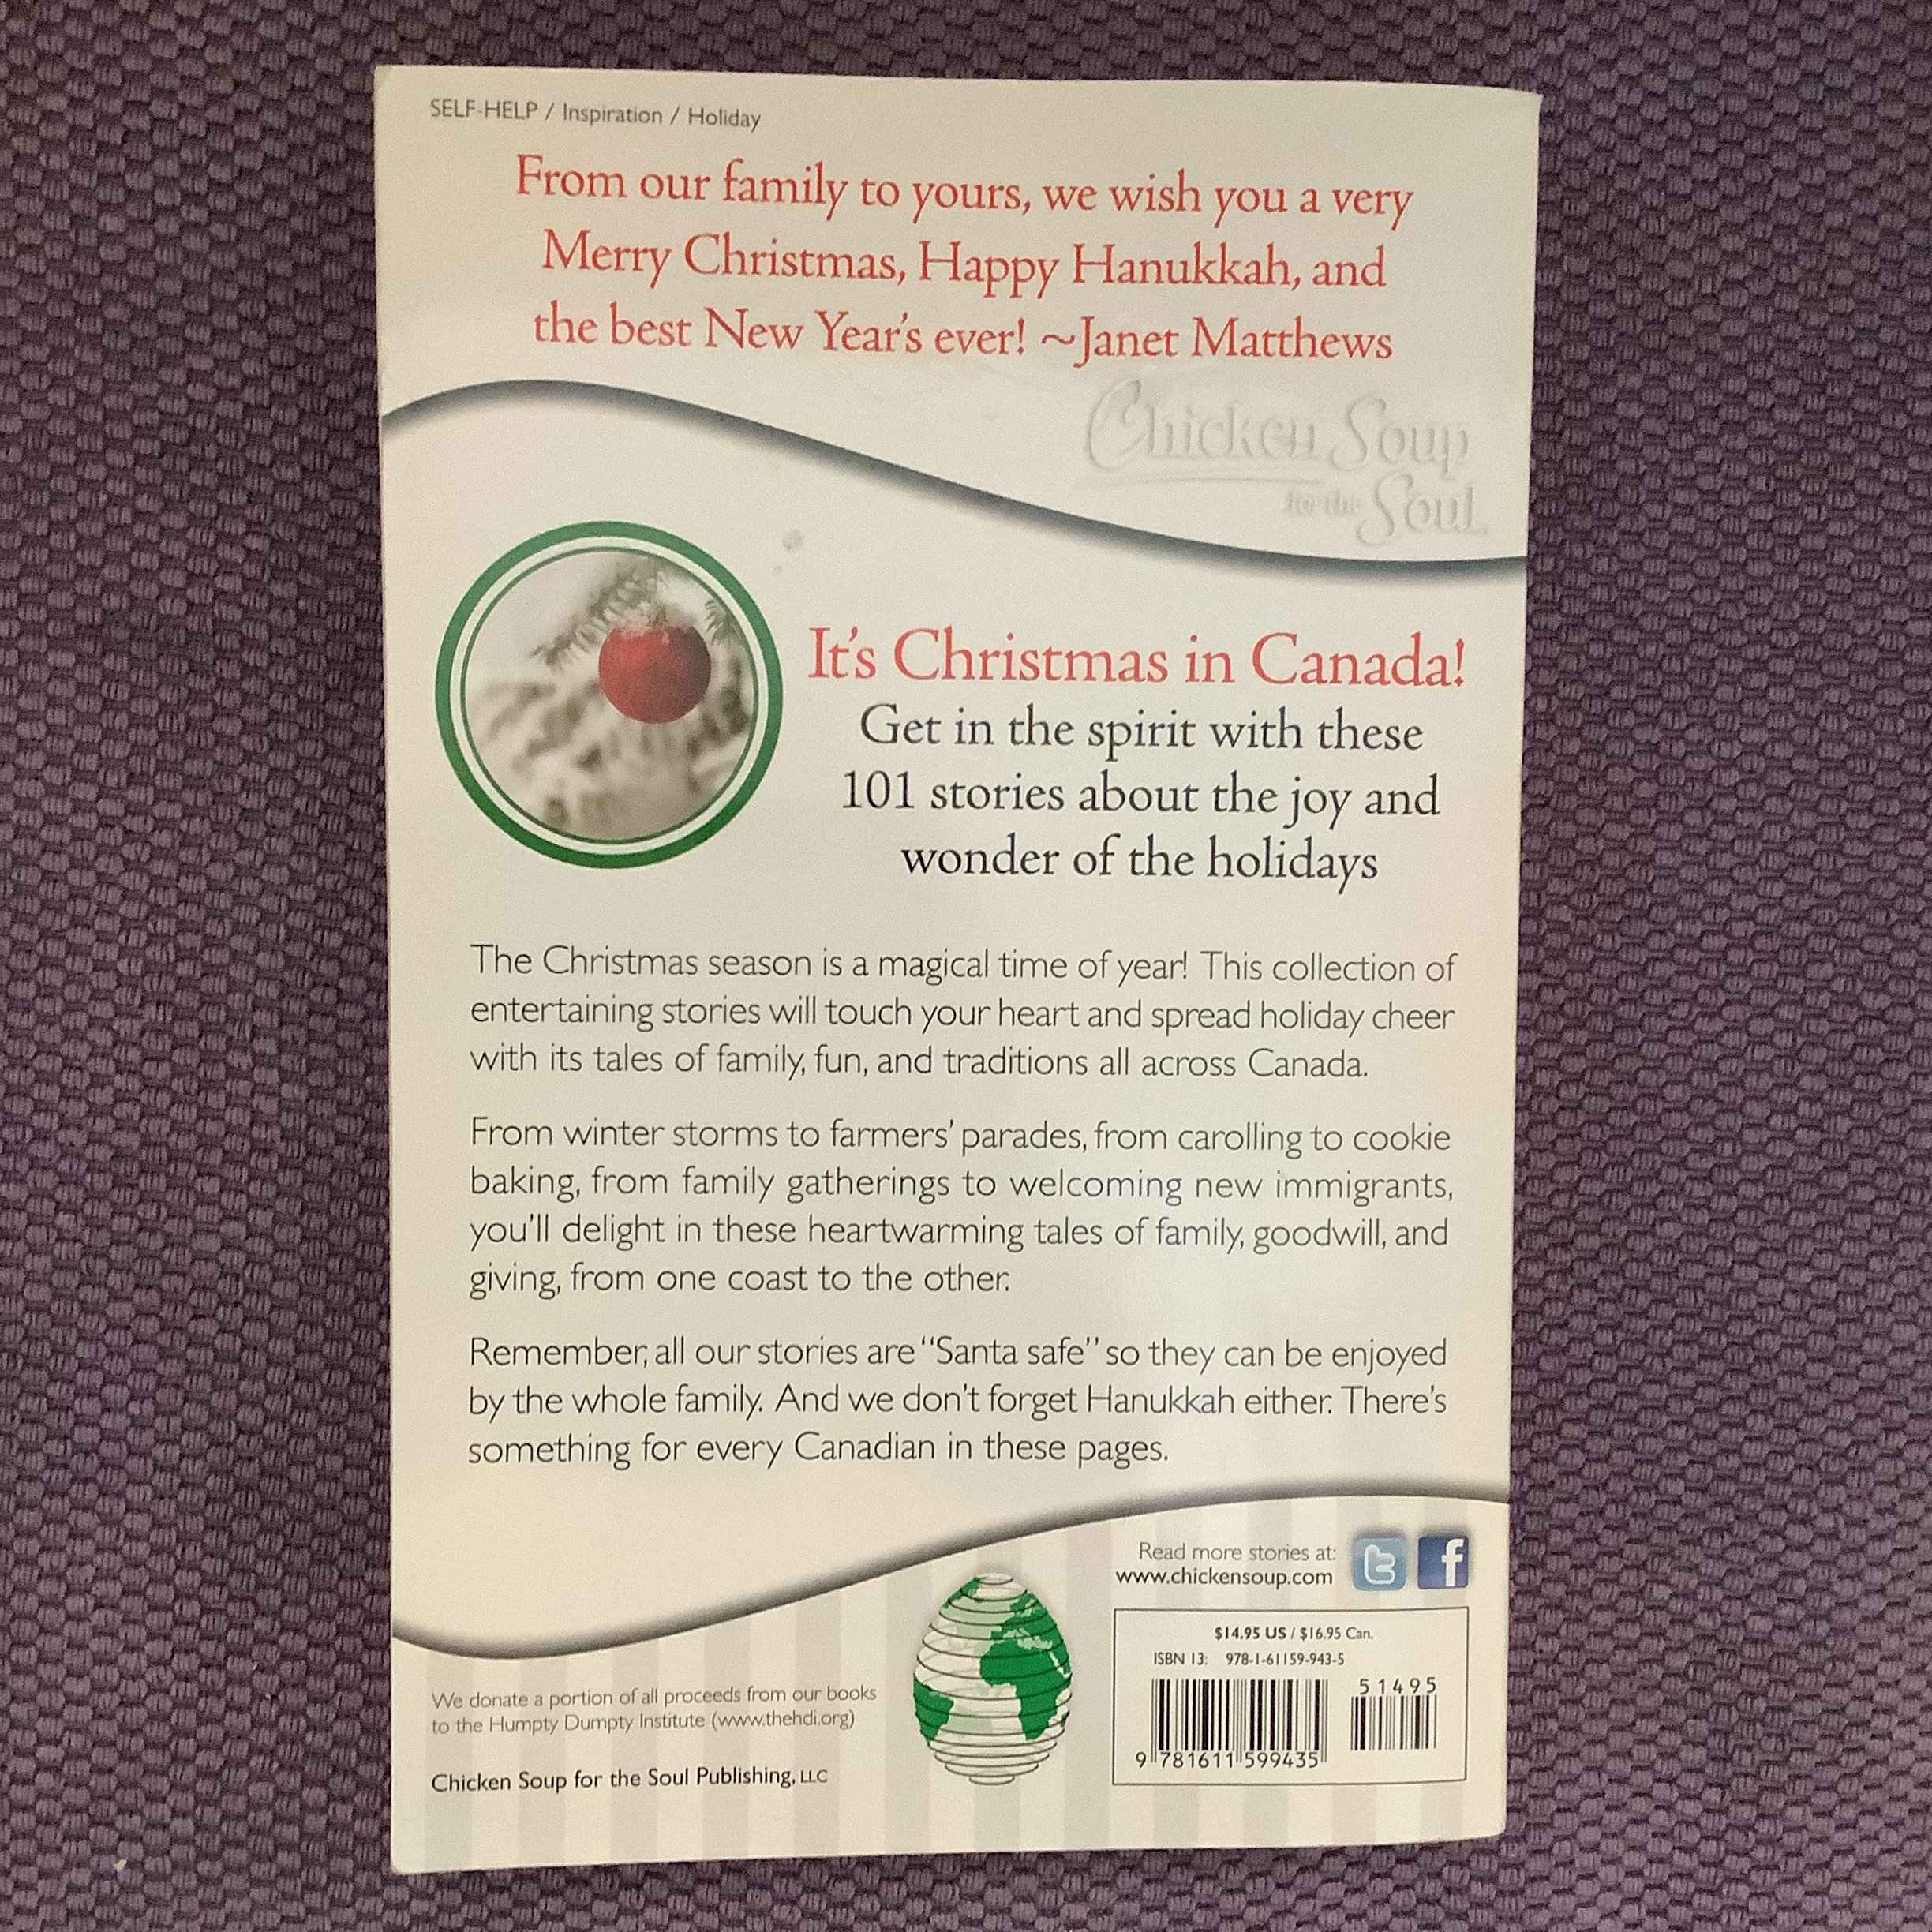 SELF-HELP / Inspiration / Holiday
From our family to yours, we wish you a very
Merry Christmas, Happy Hanukkah, and
the best New Year's ever! ~Janet Matthews
Chicken Soup
for the Soul
It's Christmas in Canada!
Get in the spirit with these
101 stories about the joy and
wonder of the holidays
The Christmas season is a magical time of year! This collection of
entertaining stories will touch your heart and spread holiday cheer
with its tales of family, fun, and traditions all across Canada.
From winter storms to farmers' parades, from carolling to cookie
baking, from family gatherings to welcoming new immigrants,
you'll delight in these heartwarming tales of family, goodwill, and
giving, from one coast to the other.
Remember, all our stories are "Santa safe" so they can be enjoyed
by the whole family. And we don't forget Hanukkah either. There's
something for every Canadian in these pages.
Read more stories at:
www.chickensoup.com
t f
$14.95 US / $16.95 Can.
ISBN 13: 978-1-61159-943-5
51495
9 781611 599435
We donate a portion of all proceeds from our books
to the Humpty Dumpty Institute (www.thehdi.org)
Chicken Soup for the Soul Publishing, LLC